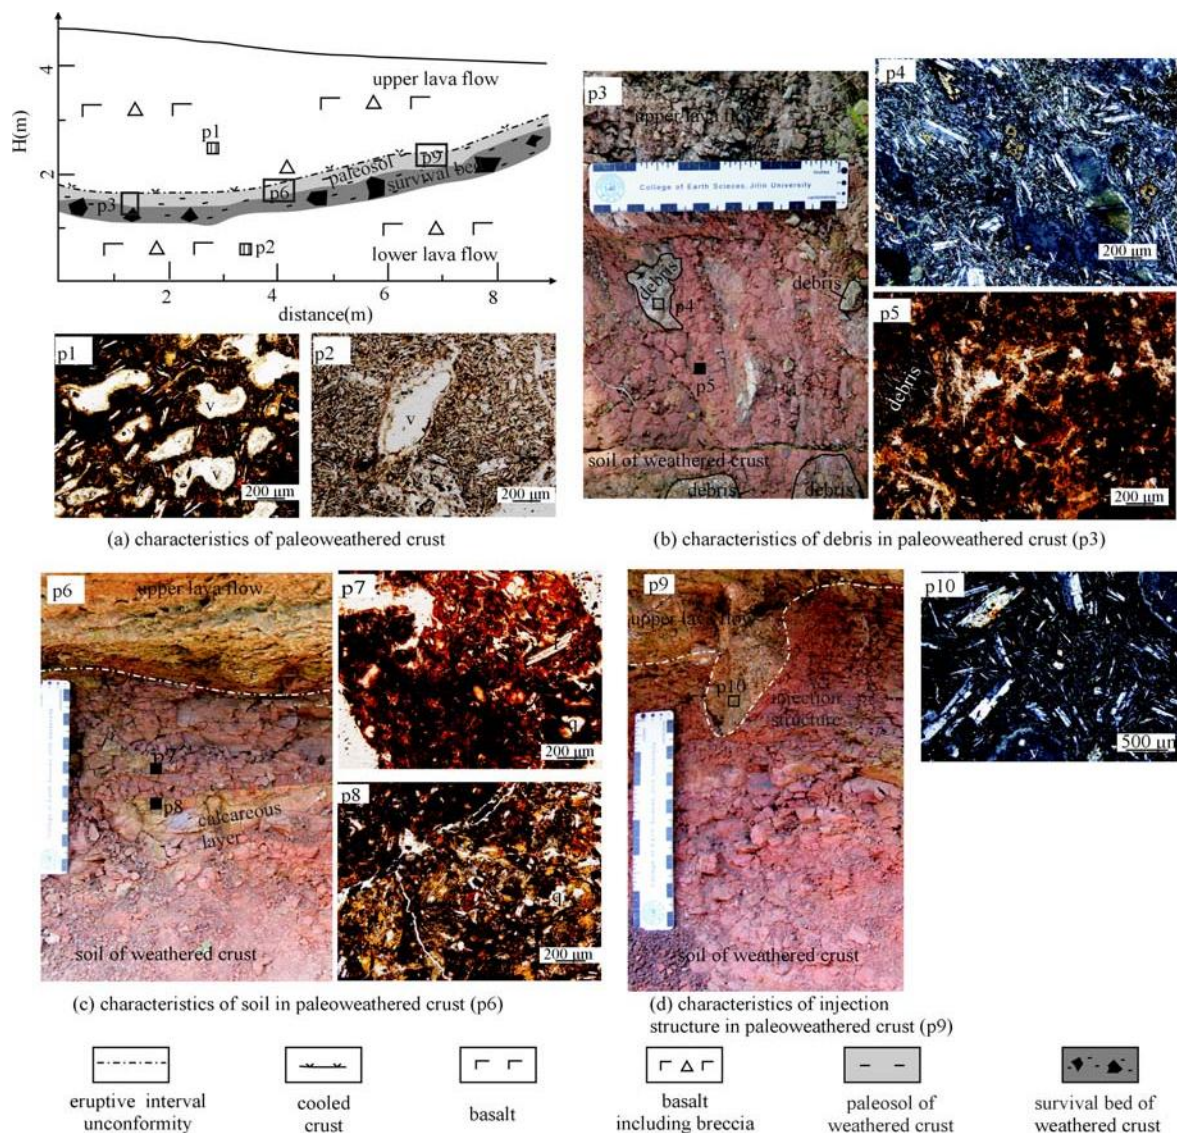 H(m)
4
2
upper lava flow
p1
paleosol
p9
survival bed
p6
p3
p2
lower lava flow
2
4
6
8
distance(m)
p1
v
200 μm
p2
v
200 μm
(a) characteristics of paleoweathered crust
p3
upper lava flow
College of Earth Sciences, Jilin University
debris
p4
debris
p5
soil of weathered crust
debris
debris
p4
200 μm
p5
debris
200 μm
(b) characteristics of debris in paleoweathered crust (p3)
p6
upper lava flow
p7
p8
calcareous
layer
soil of weathered crust
p7
q
200 μm
p8
q
200 μm
(c) characteristics of soil in paleoweathered crust (p6)
p9
upper lava flow
p10
injection
structure
soil of weathered crust
p10
v
500 μm
(d) characteristics of injection
structure in paleoweathered crust (p9)
eruptive interval
unconformity
cooled
crust
basalt
basalt
including breccia
paleosol of
weathered crust
survival bed of
weathered crust